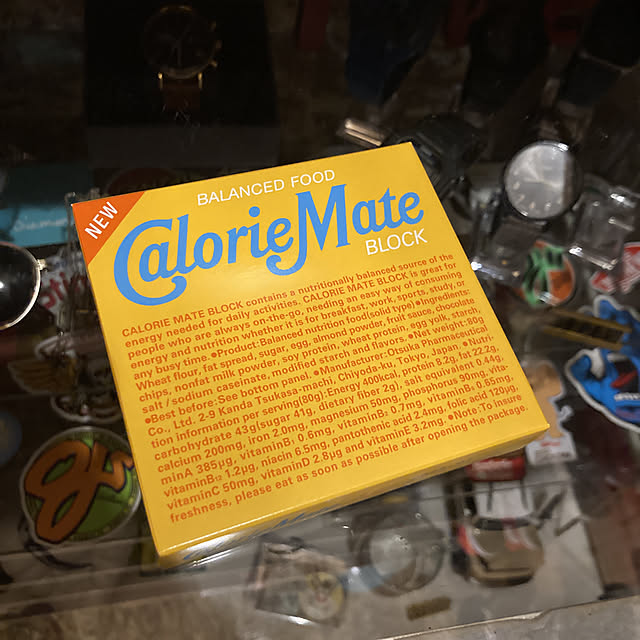 NEW
BALANCED FOOD
CalorieMate
BLOCK
CALORIE MATE BLOCK contains a nutritionally balanced source of the
energy needed for daily activities. CALORIE MATE BLOCK is great for
people who are always on-the-go, needing an easy way of consuming
energy and nutrition whether it is for breakfast, work, sports, study, or
any busy time. ●Product: Balanced nutrition food(solid type) ●Ingredients:
Wheat flour, fat spread, sugar, egg, almond powder, fruit sauce, chocolate
chips, nonfat milk powder, soy protein, wheat protein, egg yolk, starch,
salt / sodium caseinate, modified starch and flavors. ●Net weight:80g
●Best before: See bottom panel. ●Manufacturer: Otsuka Pharmaceutical
Co., Ltd. 2-9 Kanda Tsukasa-machi, Chiyoda-ku, Tokyo, Japan. ●Nutri-
tion information per serving(80g): Energy 400kcal, protein 8.2g, fat 22.2g,
carbohydrate 43g(sugar 41g, dietary fiber 2g), salt equivalent 0.4g,
calcium 200mg, iron 2.0mg, magnesium 50mg, phosphorus 98mg, vita-
minA 385μg, vitaminB₁ 0.6mg, vitaminB₂ 0.7mg, vitaminB₆ 0.65mg,
vitaminB₁₂ 1.2μg, niacin 6.5mg, pantothenic acid 2.4mg, folic acid 120μg,
vitaminC 50mg, vitaminD 2.8μg and vitaminE 3.2mg. ●Note:To insure
freshness, please eat as soon as possible after opening the package.